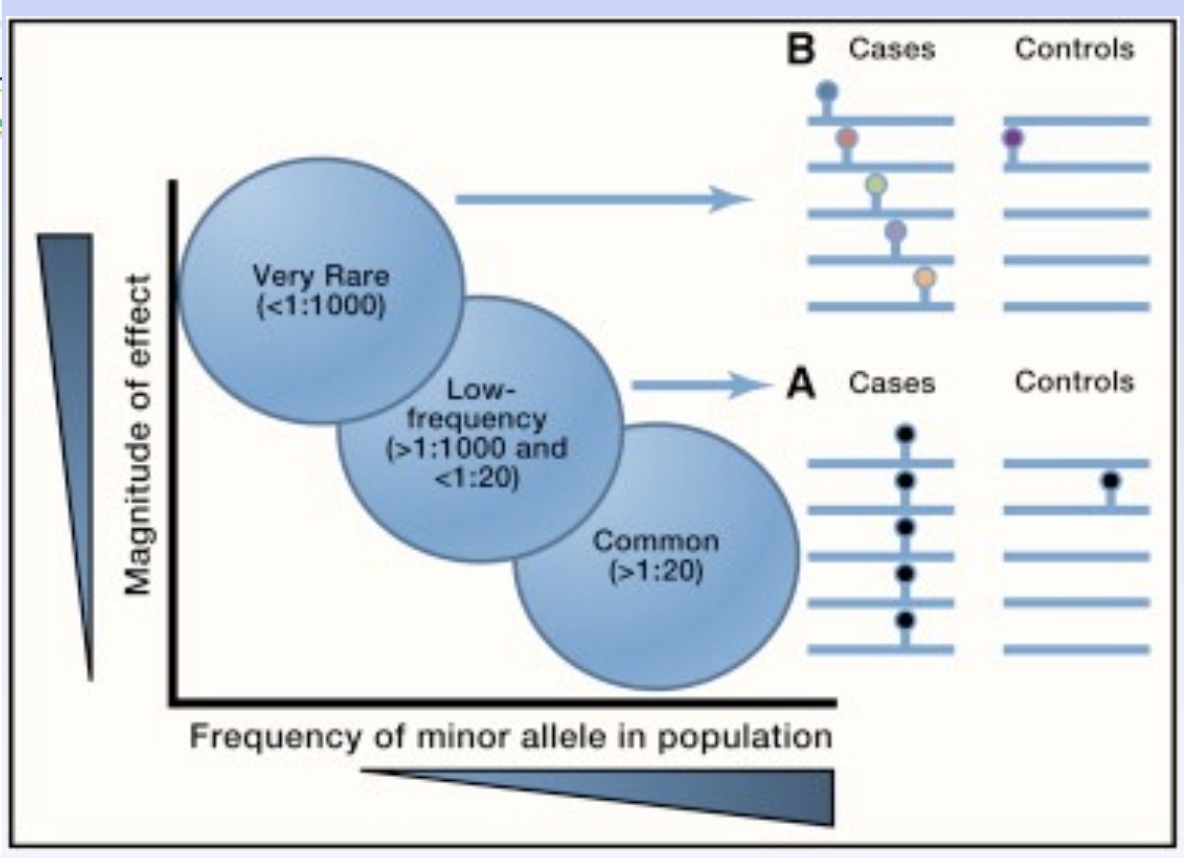 B Cases Controls
Very Rare
(<1:1000)
Low-
frequency
(>1:1000 and
<1:20)
Common
(>1:20)
A Cases Controls
Magnitude of effect
Frequency of minor allele in population